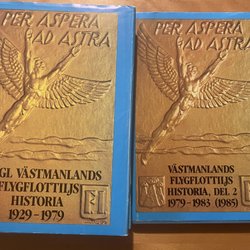 PER ASPERA
AD ASTRA
GL VÄSTMANLANDS
FLYGFLOTTILJS
HISTORIA
1929-1979
PER ASPERA
AD ASTRA
VÄSTMANLANDS
FLYGFLOTTILJS
HISTORIA, DEL 2
1979-1983 (1985)